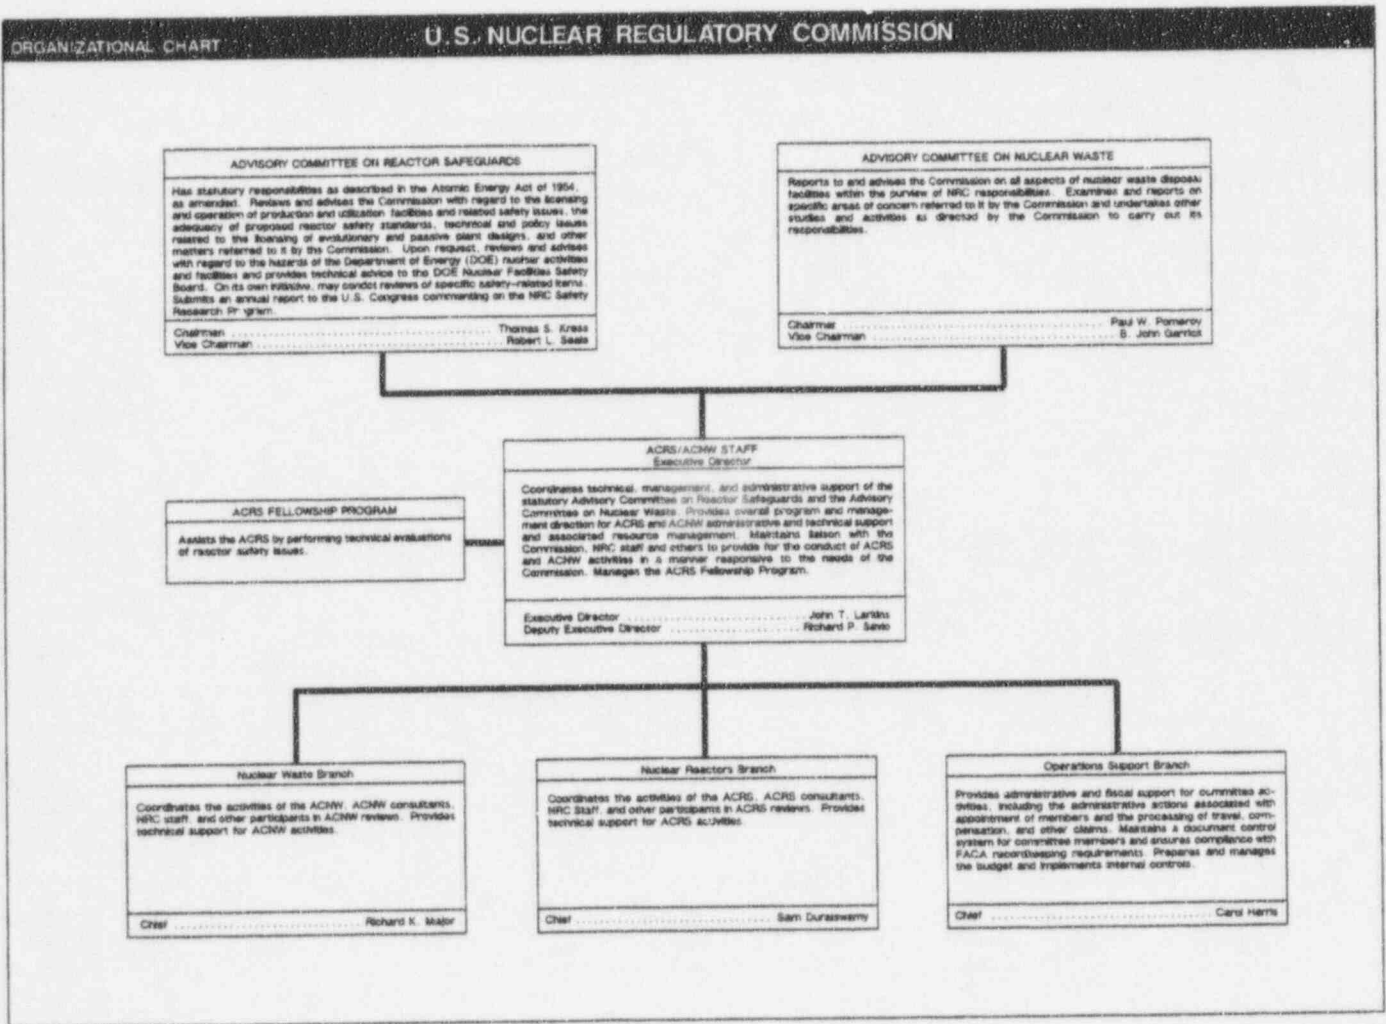 ORGANIZATIONAL CHART
U.S. NUCLEAR REGULATORY COMMISSION
ADVISORY COMMITTEE ON REACTOR SAFEGUARDS
Has statutory responsibilities as described in the Atomic Energy Act of 1954,
as amended. Reviews and advises the Commission with regard to the licensing
and operation of production and utilization facilities and related safety issues, the
adequacy of proposed reactor safety standards, technical and policy issues
related to the licensing of evolutionary and passive plant designs, and other
matters referred to it by the Commission. Upon request, reviews and advises
with regard to the hazards of the Department of Energy (DOE) nuclear activities
and facilities and provides technical advice to the DOE Nuclear Facilities Safety
Board. On its own initiative, may conduct reviews of specific safety-related items.
Submits an annual report to the U.S. Congress commenting on the NRC Safety
Research Program.
Chairman ........ Thomas S. Kress
Vice Chairman ........ Robert L. Seale
ADVISORY COMMITTEE ON NUCLEAR WASTE
Reports to and advises the Commission on all aspects of nuclear waste disposal
facilities within the purview of NRC responsibilities. Examines and reports on
specific areas of concern referred to it by the Commission and undertakes other
studies and activities as directed by the Commission to carry out its
responsibilities.
Chairman ........ Paul W. Pomeroy
Vice Chairman ........ B. John Garrick
ACRS/ACNW STAFF
Executive Director
Coordinates technical, management, and administrative support of the
statutory Advisory Committee on Reactor Safeguards and the Advisory
Committee on Nuclear Waste. Provides overall program and manage-
ment direction for ACRS and ACNW administrative and technical support
and associated resource management. Maintains liaison with the
Commission, NRC staff and others to provide for the conduct of ACRS
and ACNW activities in a manner responsive to the needs of the
Commission. Manages the ACRS Fellowship Program.
Executive Director ........ John T. Larkins
Deputy Executive Director ........ Richard P. Savio
ACRS FELLOWSHIP PROGRAM
Assists the ACRS by performing technical evaluations
of reactor safety issues.
Nuclear Waste Branch
Coordinates the activities of the ACNW, ACNW consultants,
NRC staff, and other participants in ACNW reviews. Provides
technical support for ACNW activities.
Chief ........ Richard K. Major
Nuclear Reactors Branch
Coordinates the activities of the ACRS, ACRS consultants,
NRC Staff, and other participants in ACRS reviews. Provides
technical support for ACRS activities.
Chief ........ Sam Duraiswamy
Operations Support Branch
Provides administrative and fiscal support for committee ac-
tivities, including the administrative actions associated with
appointment of members and the processing of travel, com-
pensation, and other claims. Maintains a document control
system for committee members and ensures compliance with
FACA recordkeeping requirements. Prepares and manages
the budget and implements internal controls.
Chief ........ Carol Harris